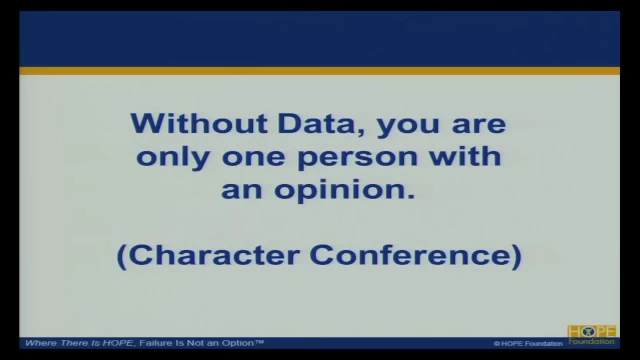 Without Data, you are
only one person with
an opinion.
(Character Conference)
HOPE
Foundation
Where There Is HOPE, Failure Is Not an Option™
© HOPE Foundation